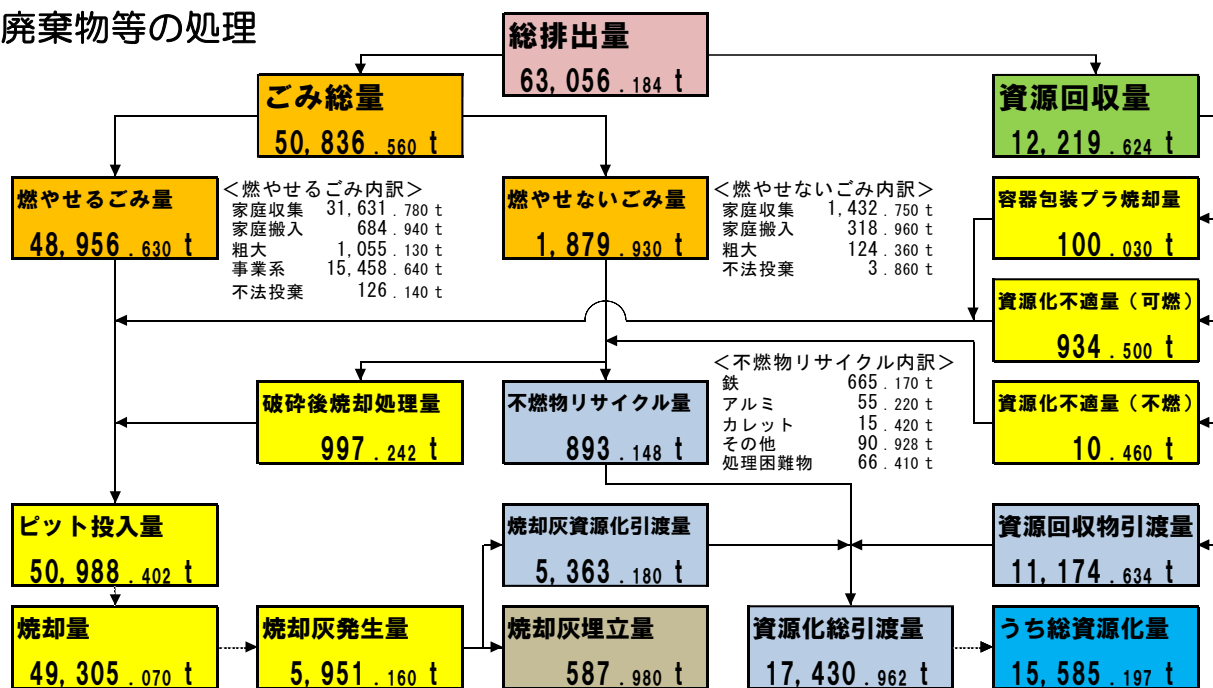 廃棄物等の処理
総排出量
63,056.184 t
ごみ総量
50,836.560 t
資源回収量
12,219.624 t
燃やせるごみ量
48,956.630 t
＜燃やせるごみ内訳＞
家庭収集 31,631.780 t
家庭搬入 684.940 t
粗大 1,055.130 t
事業系 15,458.640 t
不法投棄 126.140 t
燃やせないごみ量
1,879.930 t
＜燃やせないごみ内訳＞
家庭収集 1,432.750 t
家庭搬入 318.960 t
粗大 124.360 t
不法投棄 3.860 t
容器包装プラ焼却量
100.030 t
資源化不適量（可燃）
934.500 t
破砕後焼却処理量
997.242 t
不燃物リサイクル量
893.148 t
＜不燃物リサイクル内訳＞
鉄 665.170 t
アルミ 55.220 t
カレット 15.420 t
その他 90.928 t
処理困難物 66.410 t
資源化不適量（不燃）
10.460 t
ピット投入量
50,988.402 t
焼却灰資源化引渡量
5,363.180 t
資源回収物引渡量
11,174.634 t
焼却量
49,305.070 t
焼却灰発生量
5,951.160 t
焼却灰埋立量
587.980 t
資源化総引渡量
17,430.962 t
うち総資源化量
15,585.197 t